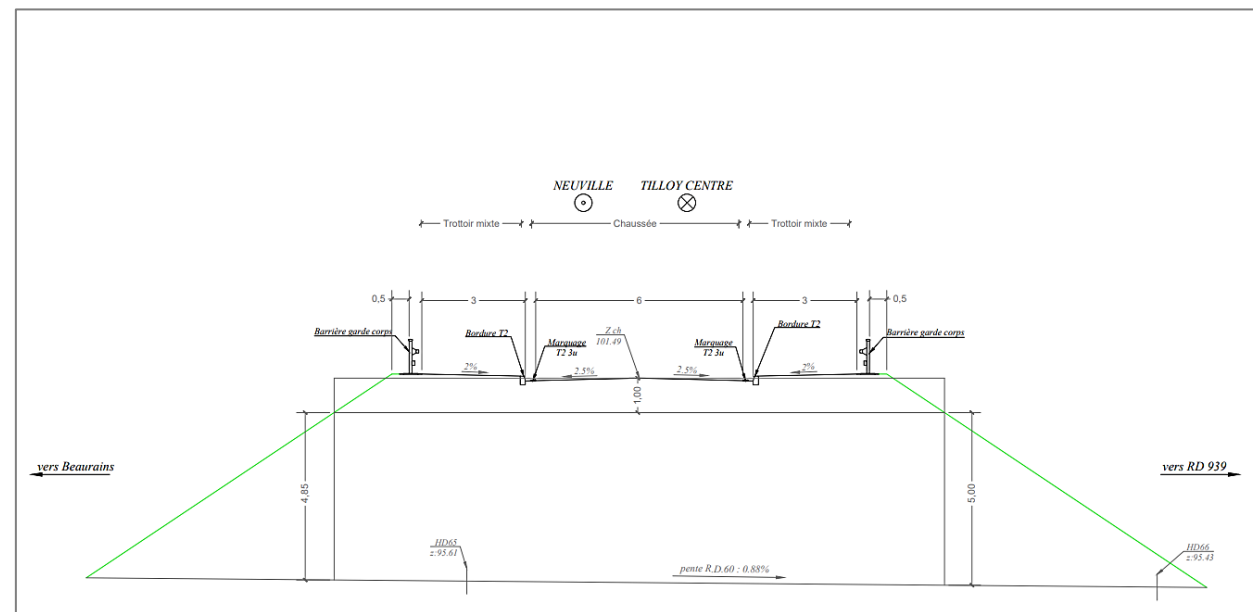 NEUVILLE TILLOY CENTRE
Trottoir mixte Chaussée Trottoir mixte
0,5 3 6 3 0,5
Barrière garde corps
Bordure T2
Marquage
T2 3u
Z ch
101.49
Marquage
T2 3u
Bordure T2
Barrière garde corps
2% 2.5% 2.5% 2%
1,00
vers Beaurains
vers RD 939
4,85
5,00
HD65
z:95.61
pente R.D.60 : 0.88%
HD66
z:95.43